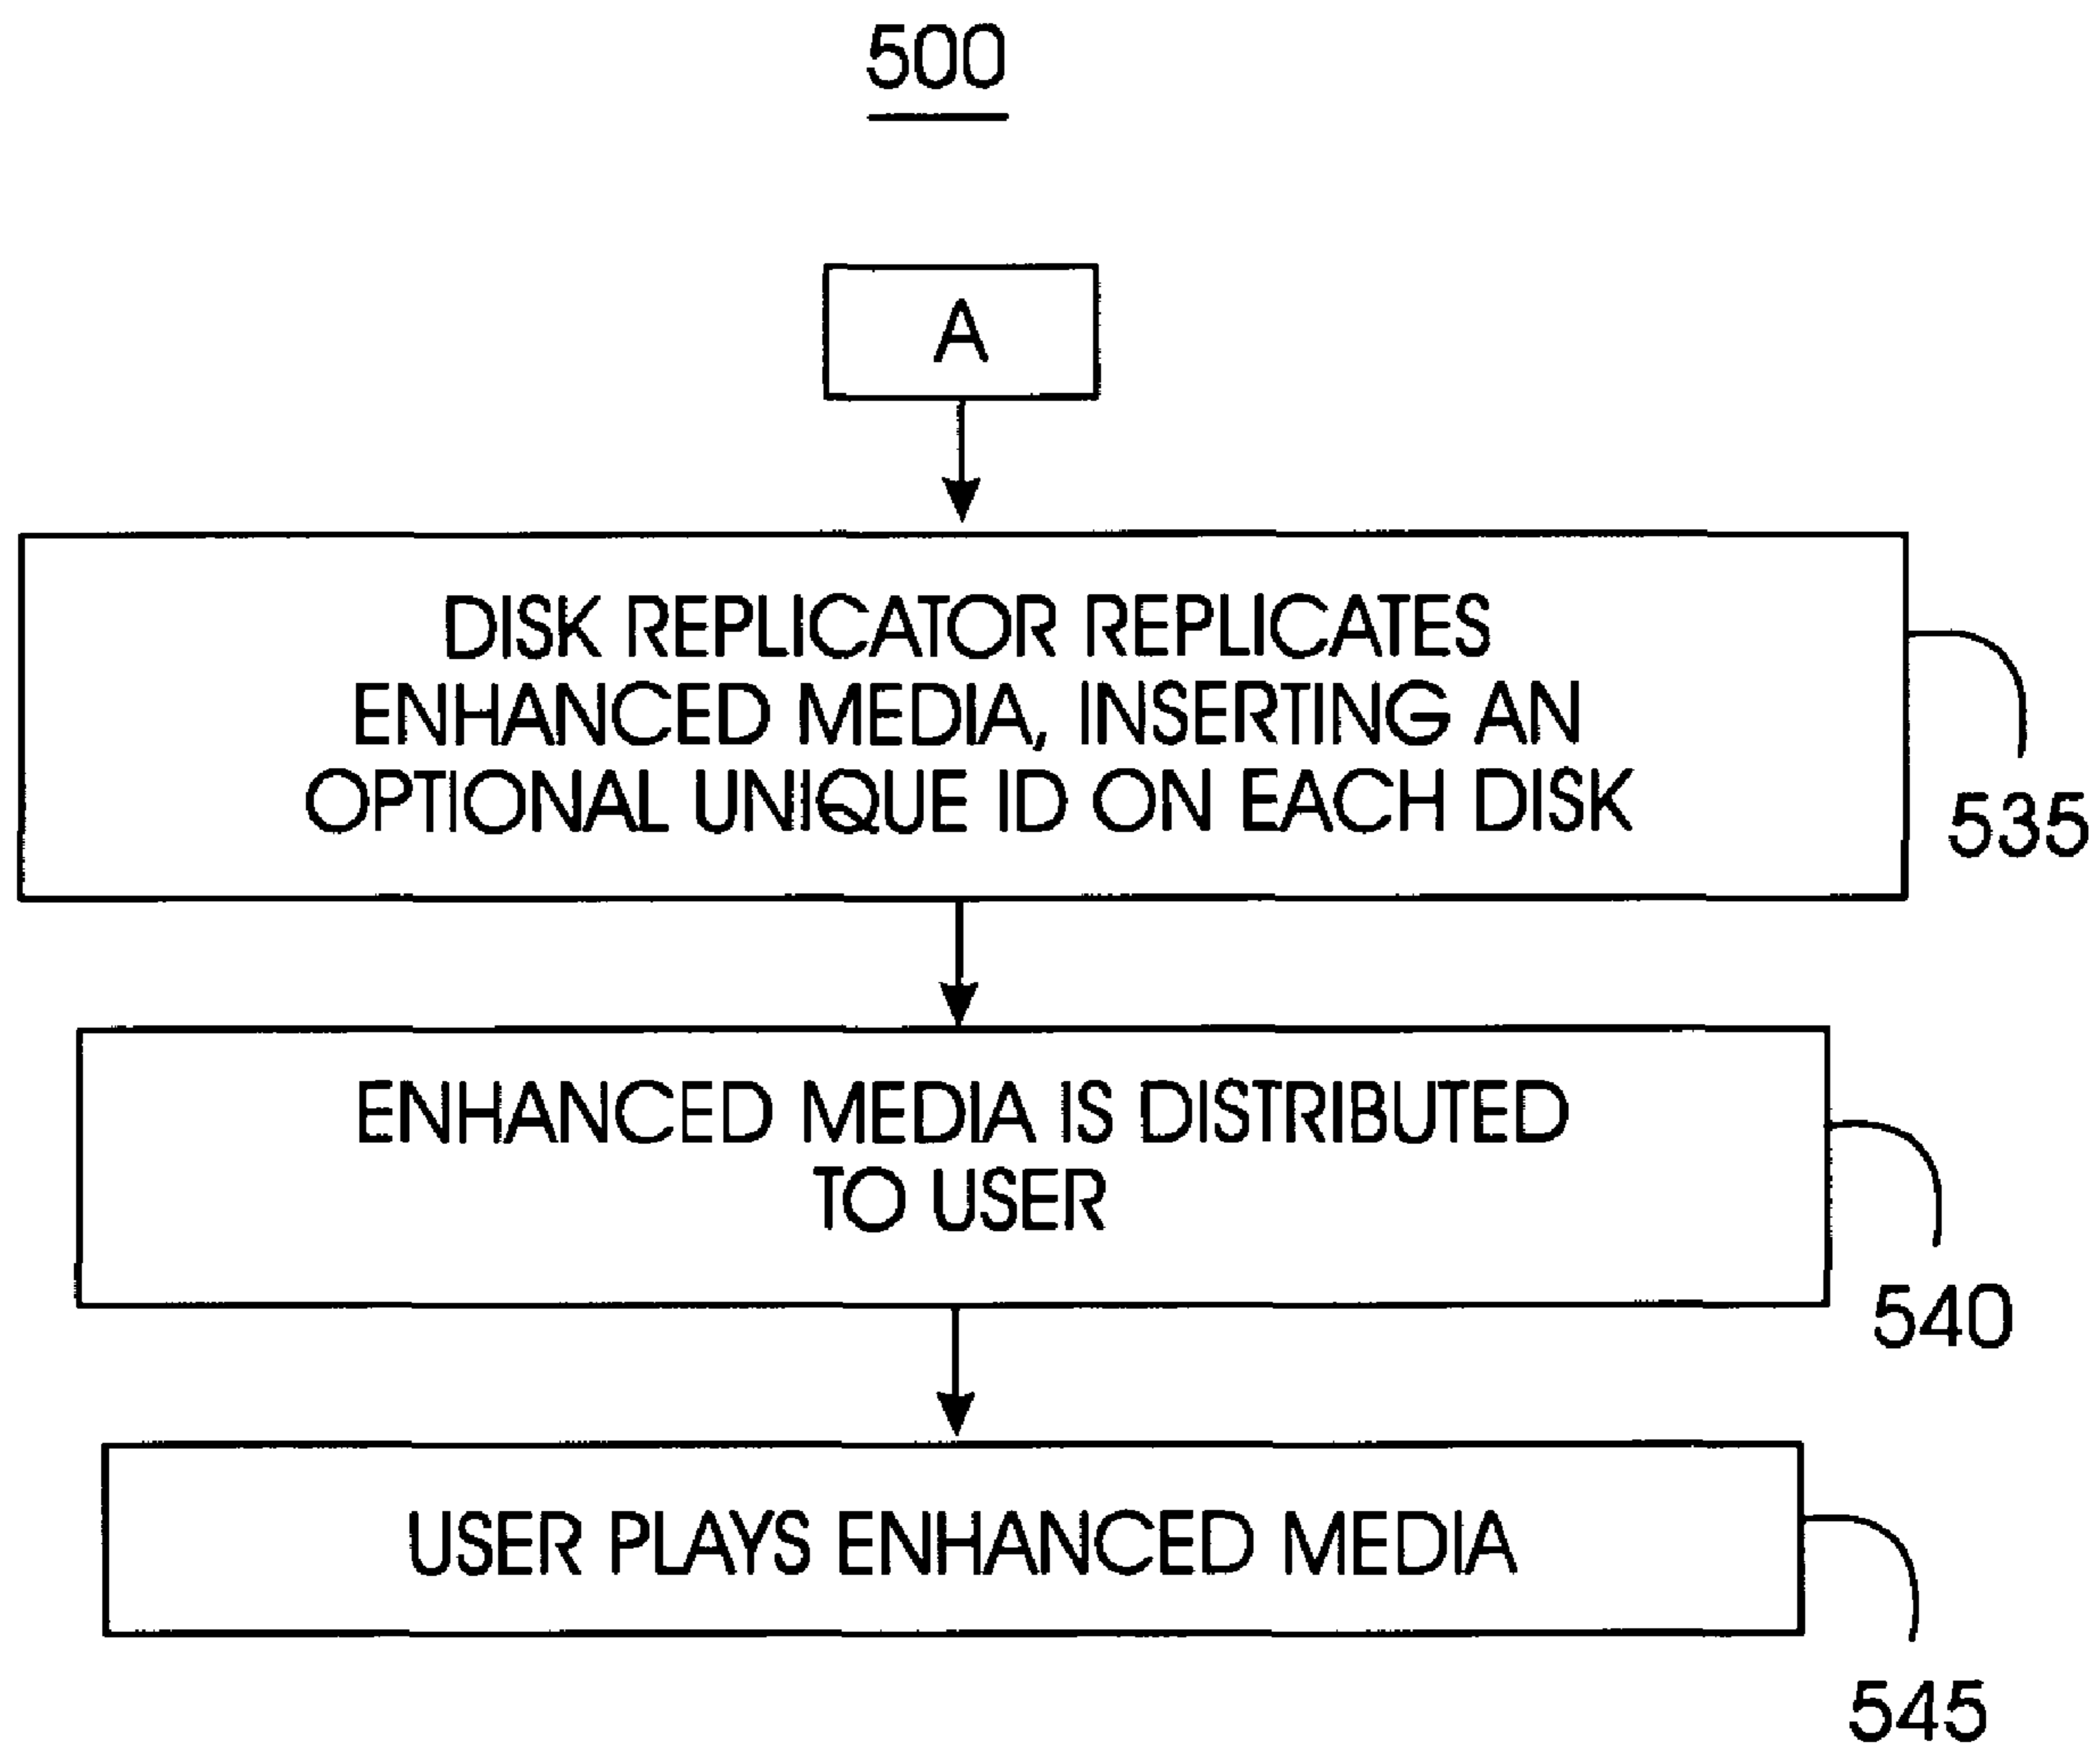 500
A
DISK REPLICATOR REPLICATES
ENHANCED MEDIA, INSERTING AN
OPTIONAL UNIQUE ID ON EACH DISK
535
ENHANCED MEDIA IS DISTRIBUTED
TO USER
540
USER PLAYS ENHANCED MEDIA
545